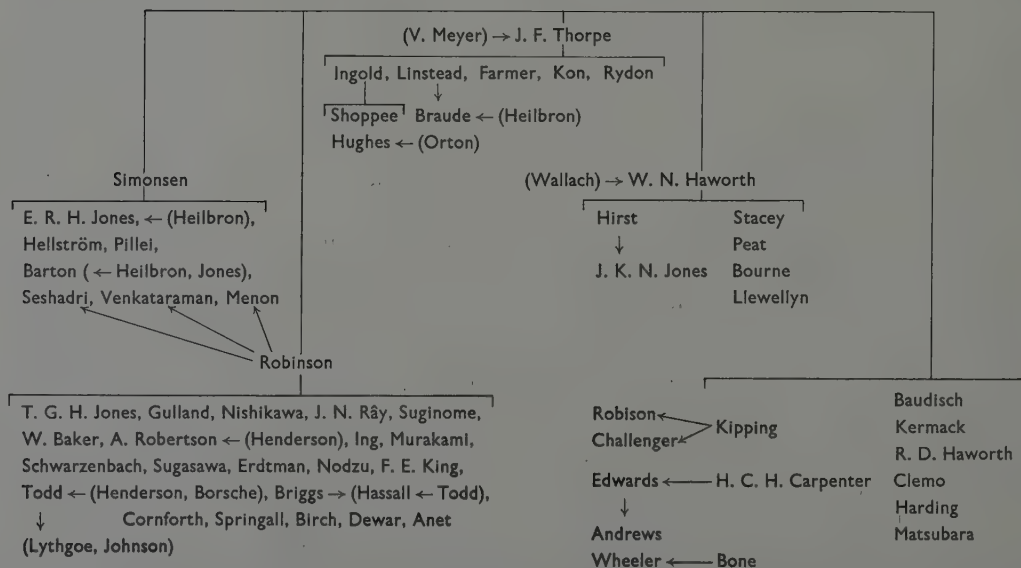 (V. Meyer) → J. F. Thorpe
Ingold, Linstead, Farmer, Kon, Rydon
↓
Shoppee Braude ← (Heilbron)
Hughes ← (Orton)
Simonsen
E. R. H. Jones, ← (Heilbron),
Hellström, Pillei,
Barton ( ← Heilbron, Jones),
Seshadri, Venkataraman, Menon
(Wallach) → W. N. Haworth
Hirst
↓
J. K. N. Jones
Stacey
Peat
Bourne
Llewellyn
Robinson
T. G. H. Jones, Gulland, Nishikawa, J. N. Rây, Suginome,
W. Baker, A. Robertson ← (Henderson), Ing, Murakami,
Schwarzenbach, Sugasawa, Erdtman, Nodzu, F. E. King,
Todd ← (Henderson, Borsche), Briggs → (Hassall ← Todd),
↓ Cornforth, Springall, Birch, Dewar, Anet
(Lythgoe, Johnson)
Robison
Challenger
Kipping
Edwards ← H. C. H. Carpenter
↓
Andrews
Wheeler ← Bone
Baudisch
Kermack
R. D. Haworth
Clemo
Harding
Matsubara